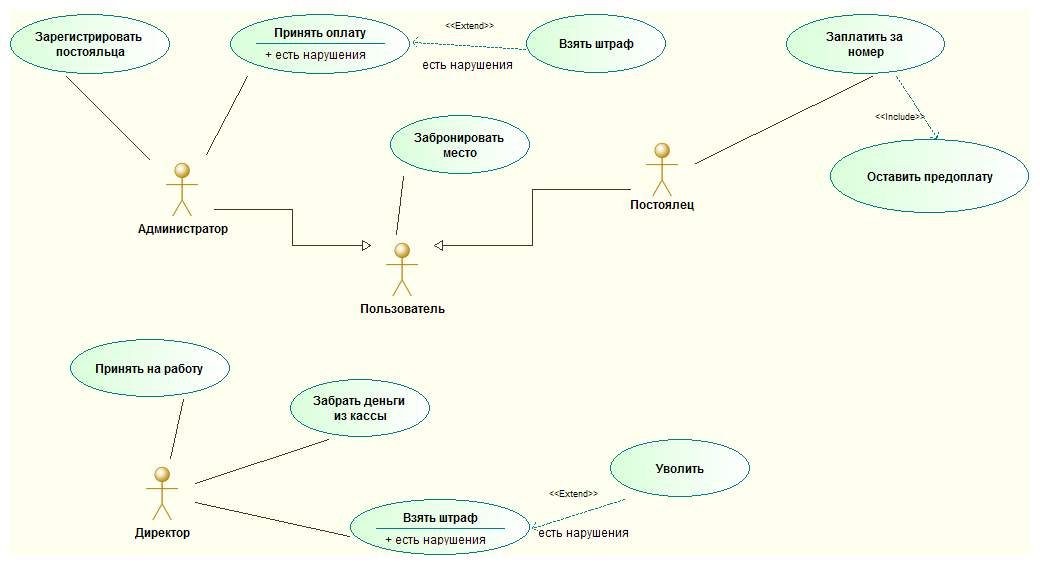 Зарегистрировать
постояльца
Принять оплату
+ есть нарушения
<<Extend>>
есть нарушения
Взять штраф
Заплатить за
номер
<<Include>>
Оставить предоплату
Забронировать
место
Администратор
Постоялец
Пользователь
Принять на работу
Забрать деньги
из кассы
Директор
Взять штраф
+ есть нарушения
<<Extend>>
есть нарушения
Уволить